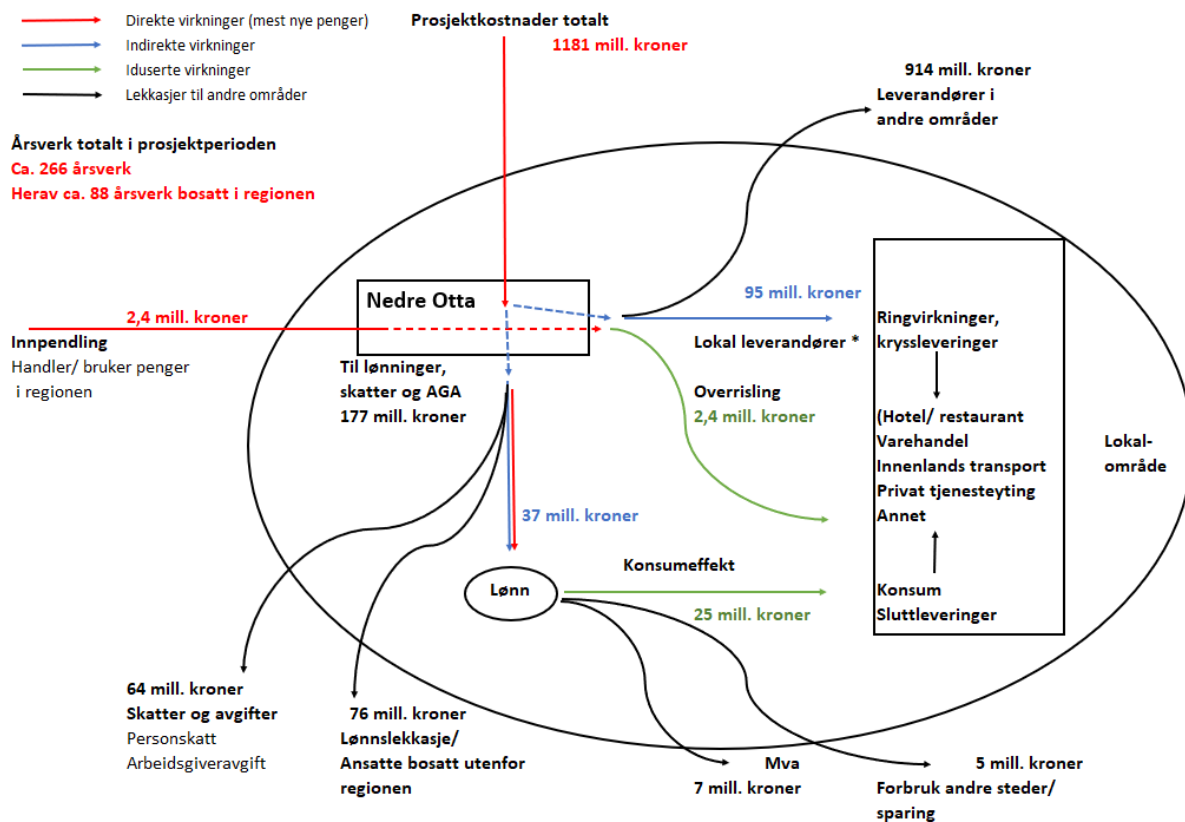 Direkte virkninger (mest nye penger)
Indirekte virkninger
Iduserte virkninger
Lekkasjer til andre områder
Prosjektkostnader totalt
1181 mill. kroner
914 mill. kroner
Leverandører i
andre områder
Årsverk totalt i prosjektperioden
Ca. 266 årsverk
Herav ca. 88 årsverk bosatt i regionen
Nedre Otta
2,4 mill. kroner
Innpendling
Handler/ bruker penger
i regionen
Til lønninger,
skatter og AGA
177 mill. kroner
95 mill. kroner
Lokal leverandører *
Overrisling
2,4 mill. kroner
Ringvirkninger,
kryssleveringer
(Hotel/ restaurant
Varehandel
Innenlands transport
Privat tjenesteyting
Annet
Konsum
Sluttleveringer
Lokal-
område
37 mill. kroner
Lønn
Konsumeffekt
25 mill. kroner
64 mill. kroner
Skatter og avgifter
Personskatt
Arbeidsgiveravgift
76 mill. kroner
Lønnslekkasje/
Ansatte bosatt utenfor
regionen
Mva
7 mill. kroner
5 mill. kroner
Forbruk andre steder/
sparing